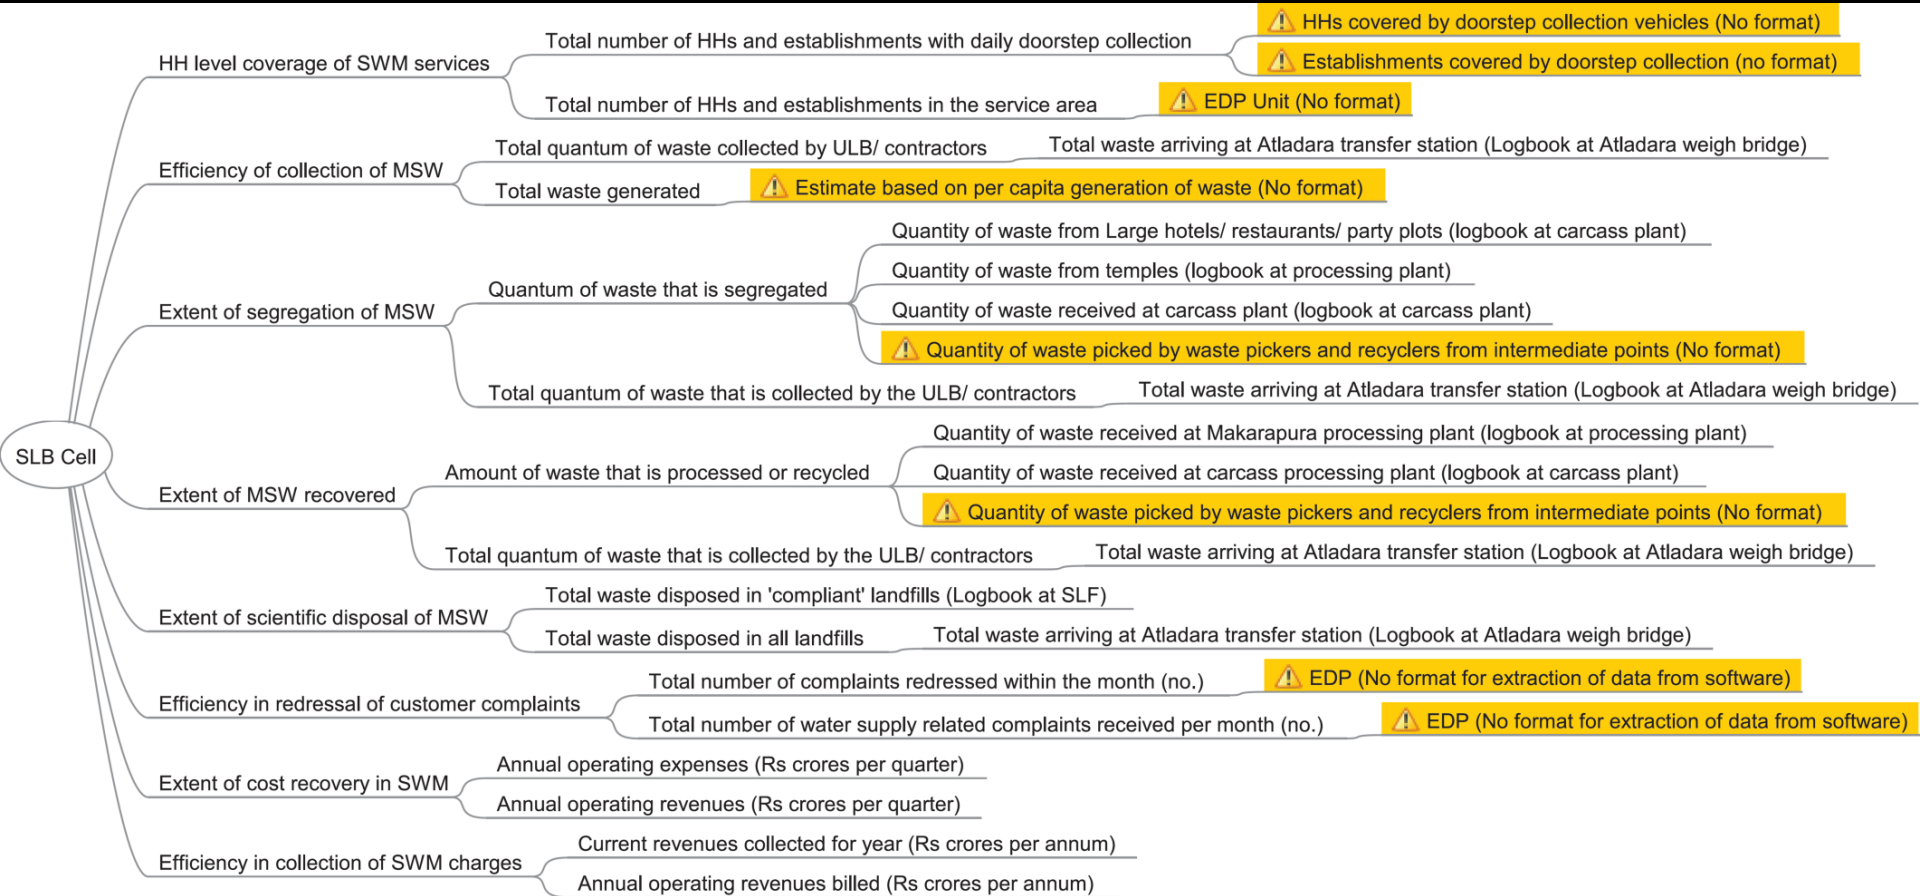 SLB Cell
HH level coverage of SWM services
Total number of HHs and establishments with daily doorstep collection
HHs covered by doorstep collection vehicles (No format)
Establishments covered by doorstep collection (no format)
Total number of HHs and establishments in the service area
EDP Unit (No format)
Efficiency of collection of MSW
Total quantum of waste collected by ULB/ contractors
Total waste arriving at Atladara transfer station (Logbook at Atladara weigh bridge)
Total waste generated
Estimate based on per capita generation of waste (No format)
Extent of segregation of MSW
Quantum of waste that is segregated
Quantity of waste from Large hotels/ restaurants/ party plots (logbook at carcass plant)
Quantity of waste from temples (logbook at processing plant)
Quantity of waste received at carcass plant (logbook at carcass plant)
Quantity of waste picked by waste pickers and recyclers from intermediate points (No format)
Total quantum of waste that is collected by the ULB/ contractors
Total waste arriving at Atladara transfer station (Logbook at Atladara weigh bridge)
Extent of MSW recovered
Amount of waste that is processed or recycled
Quantity of waste received at Makarapura processing plant (logbook at processing plant)
Quantity of waste received at carcass processing plant (logbook at carcass plant)
Quantity of waste picked by waste pickers and recyclers from intermediate points (No format)
Total quantum of waste that is collected by the ULB/ contractors
Total waste arriving at Atladara transfer station (Logbook at Atladara weigh bridge)
Extent of scientific disposal of MSW
Total waste disposed in 'compliant' landfills (Logbook at SLF)
Total waste disposed in all landfills
Total waste arriving at Atladara transfer station (Logbook at Atladara weigh bridge)
Efficiency in redressal of customer complaints
Total number of complaints redressed within the month (no.)
EDP (No format for extraction of data from software)
Total number of water supply related complaints received per month (no.)
EDP (No format for extraction of data from software)
Extent of cost recovery in SWM
Annual operating expenses (Rs crores per quarter)
Annual operating revenues (Rs crores per quarter)
Efficiency in collection of SWM charges
Current revenues collected for year (Rs crores per annum)
Annual operating revenues billed (Rs crores per annum)